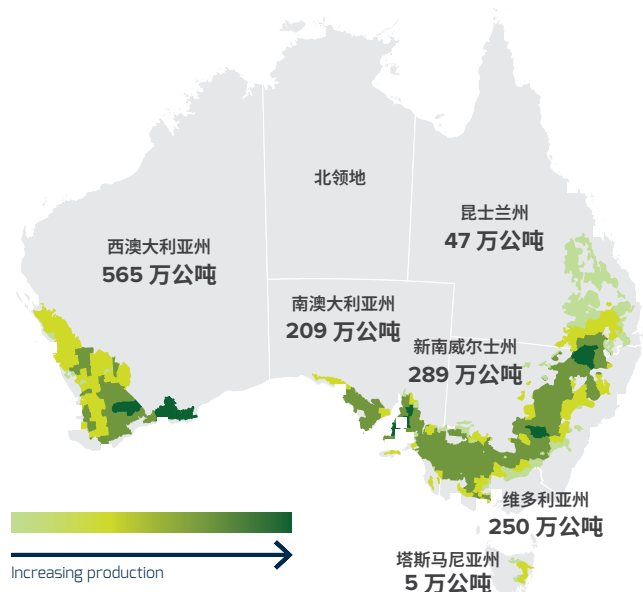 北领地
昆士兰州
47 万公吨
西澳大利亚州
565 万公吨
南澳大利亚州
209 万公吨
新南威尔士州
289 万公吨
维多利亚州
250 万公吨
塔斯马尼亚州
5 万公吨
Increasing production